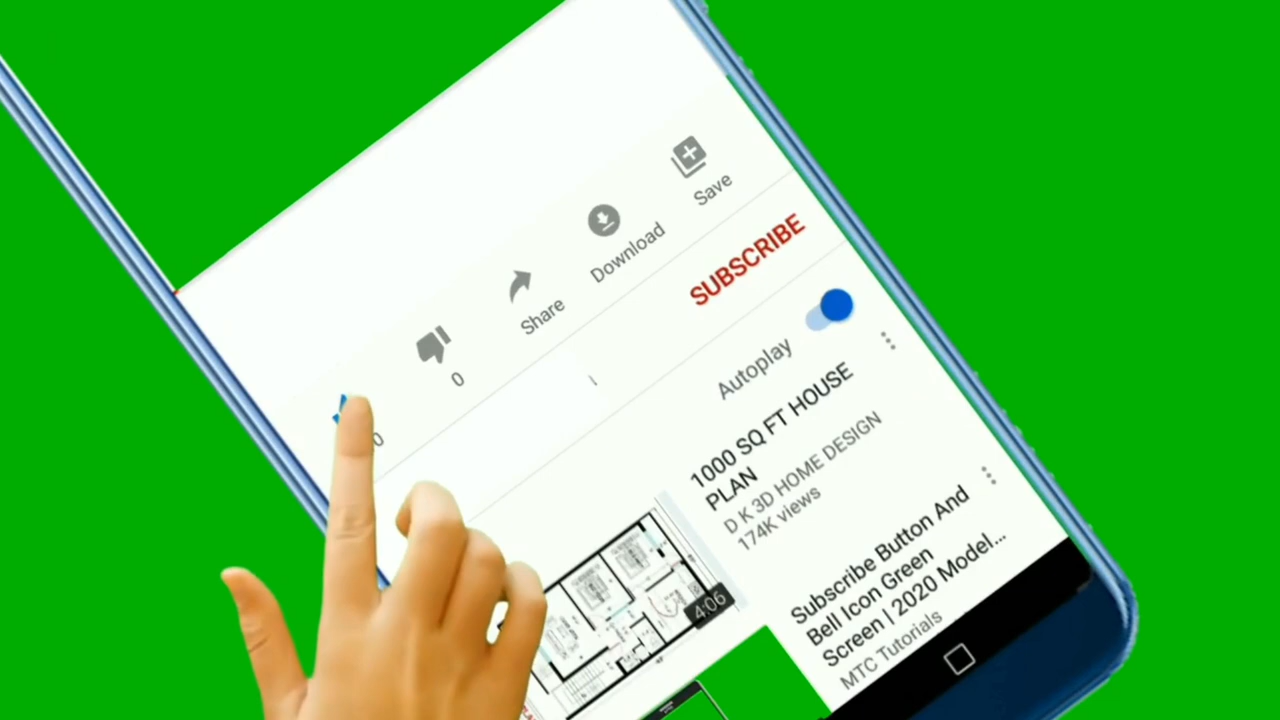 Save
Download
Share
0
0
SUBSCRIBE
Autoplay
1000 SQ FT HOUSE
PLAN
D K 3D HOME DESIGN
174K views
4:06
Subscribe Button And
Bell Icon Green
Screen | 2020 Model...
MTC Tutorials